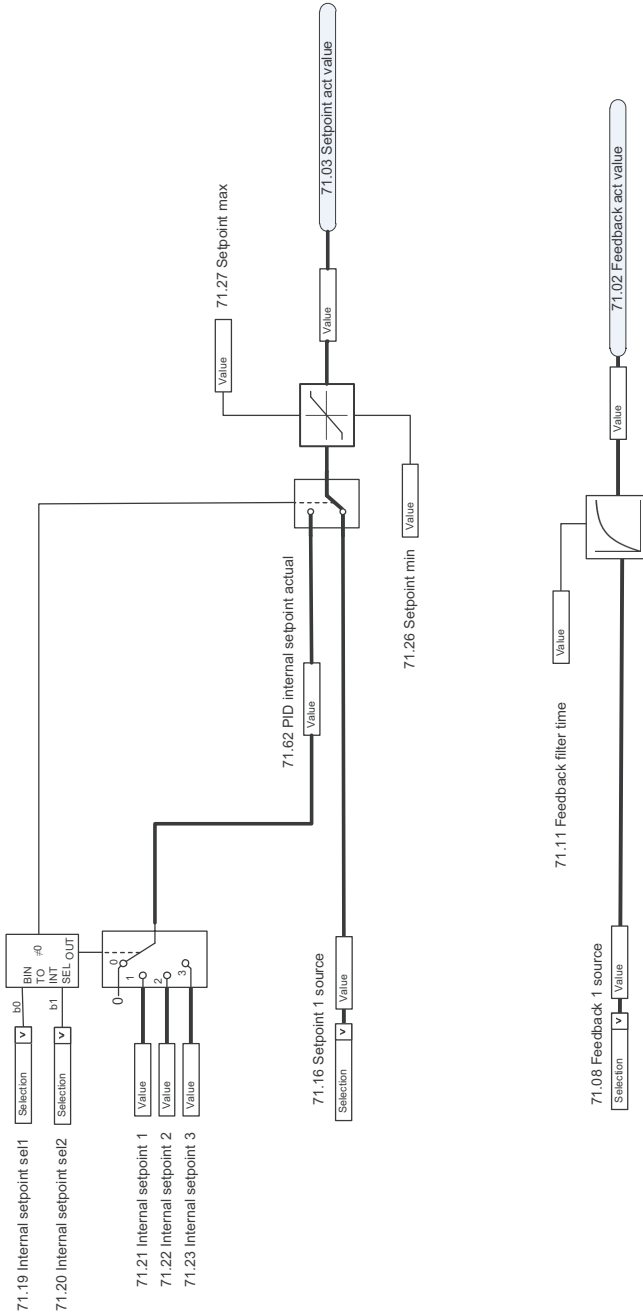 71.19 Internal setpoint sel1
Selection
v
b0
71.20 Internal setpoint sel2
Selection
v
b1
BIN
TO
INT
SEL
≠0
OUT
0
0
1
2
3
71.21 Internal setpoint 1
Value
71.22 Internal setpoint 2
Value
71.23 Internal setpoint 3
Value
71.62 PID internal setpoint actual
Value
71.16 Setpoint 1 source
Selection
v
Value
71.27 Setpoint max
Value
71.26 Setpoint min
Value
Value
71.03 Setpoint act value
71.11 Feedback filter time
Value
71.08 Feedback 1 source
Selection
v
Value
Value
71.02 Feedback act value